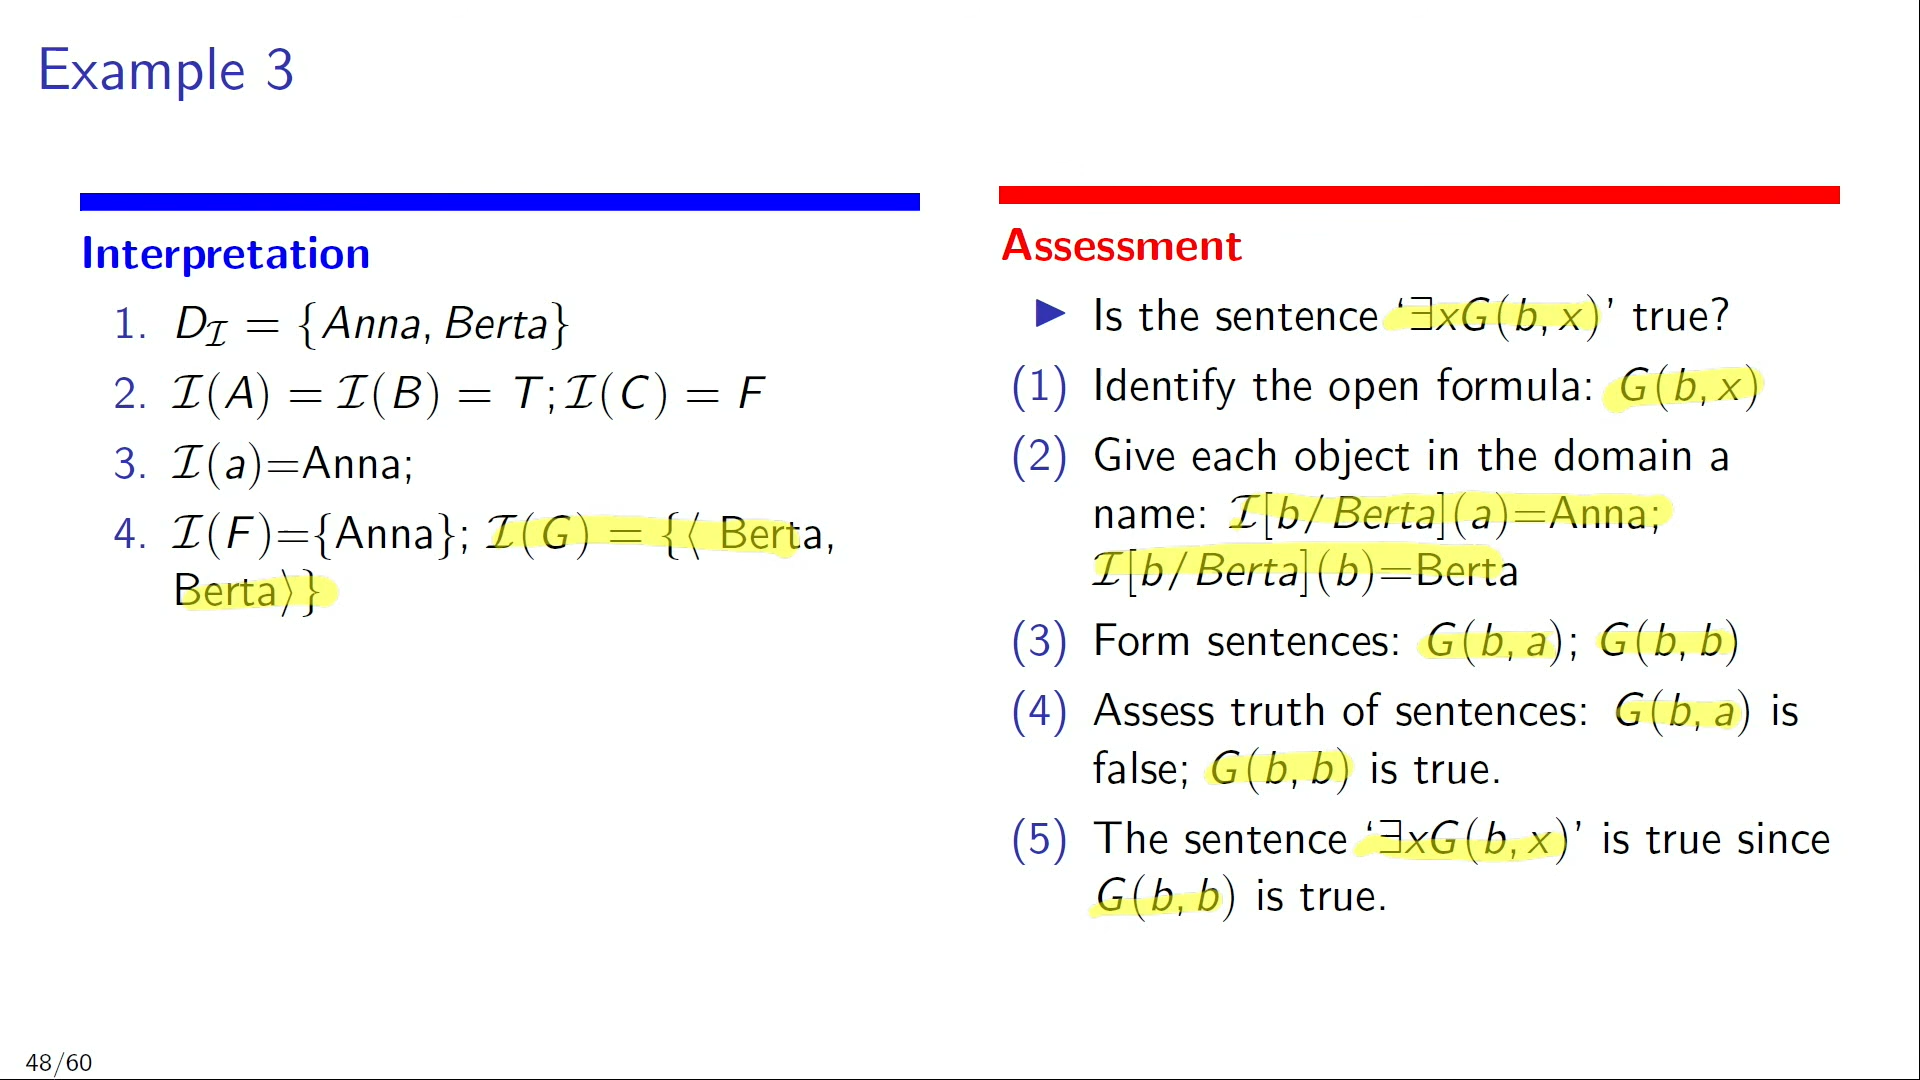 Example 3
Interpretation
1. D_ℐ = {Anna, Berta}
2. ℐ(A) = ℐ(B) = T; ℐ(C) = F
3. ℐ(a)=Anna;
4. ℐ(F)={Anna}; ℐ(G) = {⟨ Berta,
Berta⟩}
Assessment
▶ Is the sentence ‘∃xG(b, x)’ true?
(1) Identify the open formula: G(b, x)
(2) Give each object in the domain a
name: ℐ[b/Berta](a)=Anna;
ℐ[b/Berta](b)=Berta
(3) Form sentences: G(b, a); G(b, b)
(4) Assess truth of sentences: G(b, a) is
false; G(b, b) is true.
(5) The sentence ‘∃xG(b, x)’ is true since
G(b, b) is true.
48/60